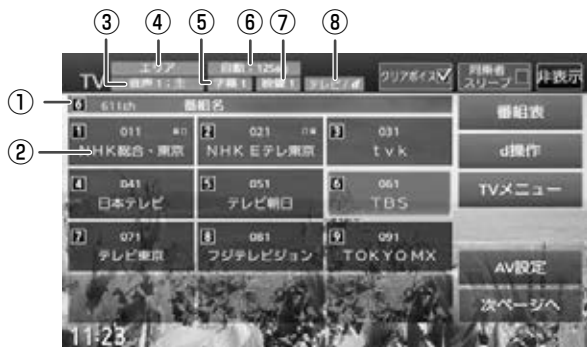 ③ ④ ⑤ ⑥ ⑦ ⑧
エリア 自動:125
TV 音声1:主 字幕1 映像1 テレビ/d クリアボイス 同乗者スリープ 非表示
① 6 611ch 番組名 番組表
② 1 011 2 021 3 031
NHK総合・東京 NHK Eテレ東京 tvk d操作
4 041 5 051 6 061
日本テレビ テレビ朝日 TBS TVメニュー
7 071 8 081 9 091
テレビ東京 フジテレビジョン TOKYO MX
AV設定
次ページへ
11:23